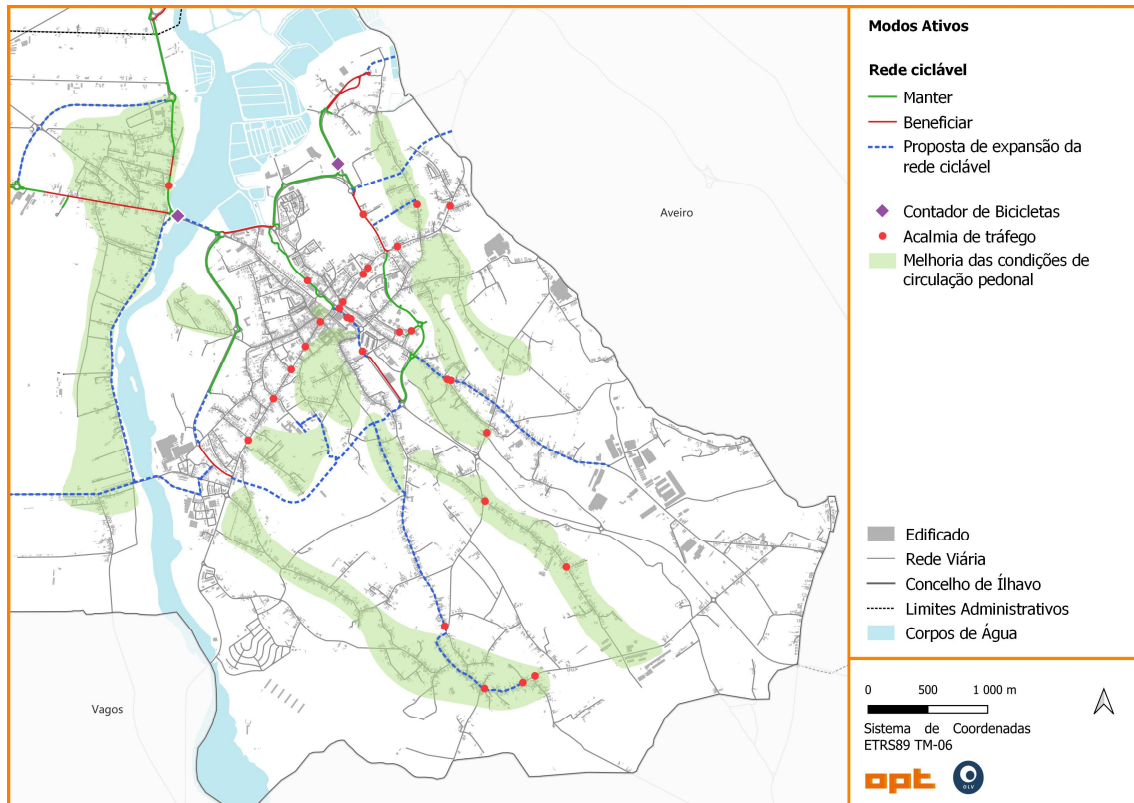 Modos Ativos
Rede ciclável
Manter
Beneficiar
Proposta de expansão da
rede ciclável
Contador de Bicicletas
Acalmia de tráfego
Melhoria das condições de
circulação pedonal
Aveiro
Vagos
Edificado
Rede Viária
Concelho de Ílhavo
Limites Administrativos
Corpos de Água
0 500 1 000 m
Sistema de Coordenadas
ETRS89 TM-06
opt
OLV